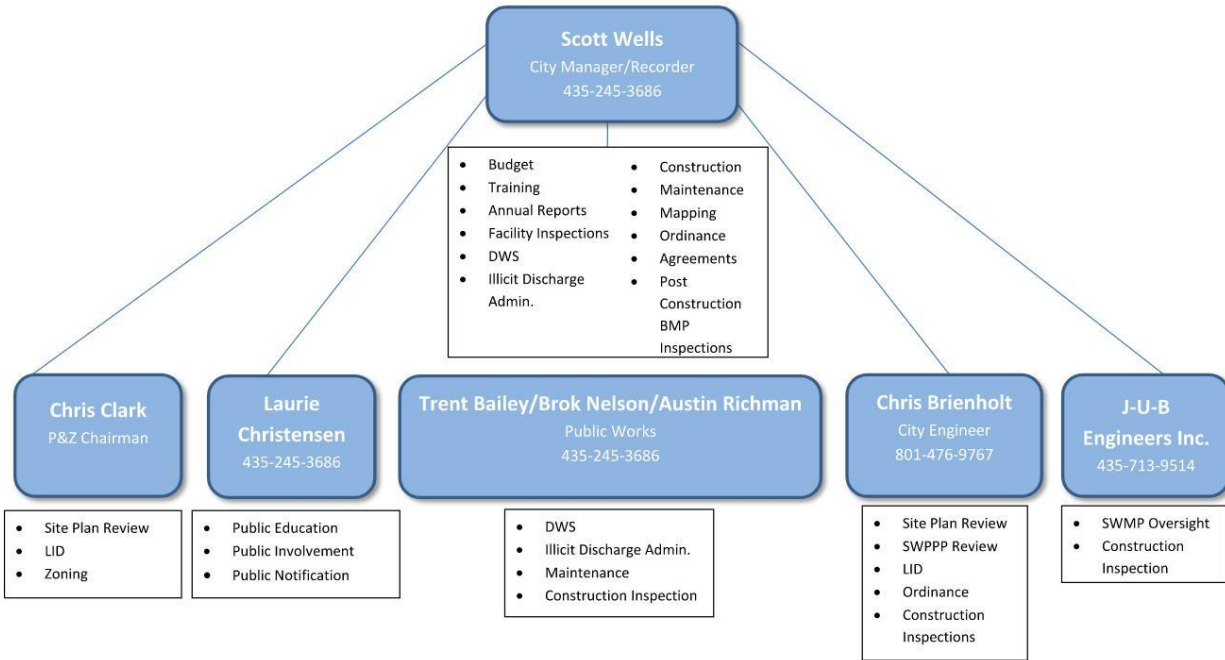 Scott Wells
City Manager/Recorder
435-245-3686
• Budget
• Training
• Annual Reports
• Facility Inspections
• DWS
• Illicit Discharge
Admin.
• Construction
• Maintenance
• Mapping
• Ordinance
• Agreements
• Post
Construction
BMP
Inspections
Chris Clark
P&Z Chairman
• Site Plan Review
• LID
• Zoning
Laurie
Christensen
435-245-3686
• Public Education
• Public Involvement
• Public Notification
Trent Bailey/Brok Nelson/Austin Richman
Public Works
435-245-3686
• DWS
• Illicit Discharge Admin.
• Maintenance
• Construction Inspection
Chris Brienholt
City Engineer
801-476-9767
• Site Plan Review
• SWPPP Review
• LID
• Ordinance
• Construction
Inspections
J-U-B
Engineers Inc.
435-713-9514
• SWMP Oversight
• Construction
Inspection